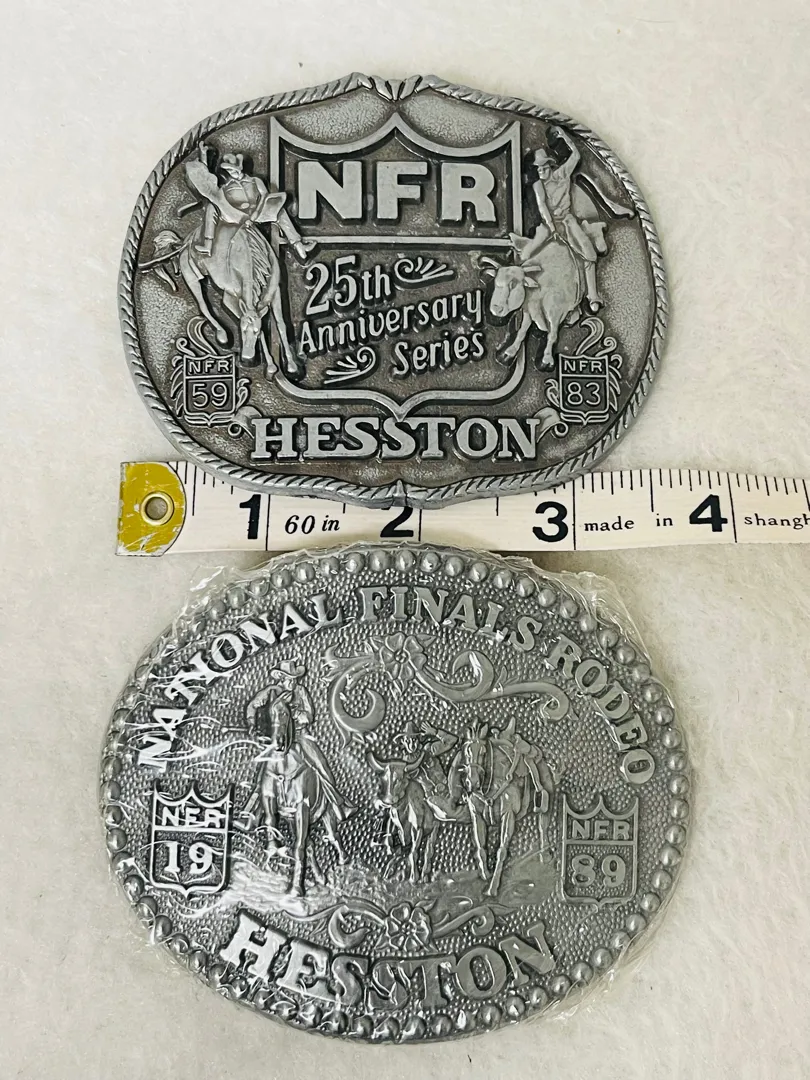 NFR
25th
Anniversary
Series
NFR
59
NFR
83
HESSTON
1 60 in 2 3 made in 4 shangh
NATIONAL FINALS RODEO
NFR
19
NFR
89
HESSTON